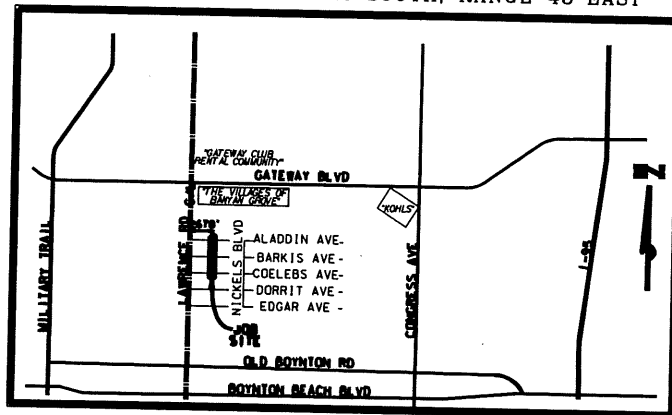 SOUTH, RANGE 43 EAST
"GATEWAY CLUB
RENTAL COMMUNITY"
GATEWAY BLVD
"THE VILLAGES OF
BANYAN GROVE"
"KOHLS"
MILITARY TRAIL
LAWRENCE RD
NICKELS BLVD
ALADDIN AVE-
BARKIS AVE-
COELEBS AVE-
DORRIT AVE-
EDGAR AVE -
JOB
SITE
CONGRESS AVE
I-95
OLD BOYNTON RD
BOYNTON BEACH BLVD